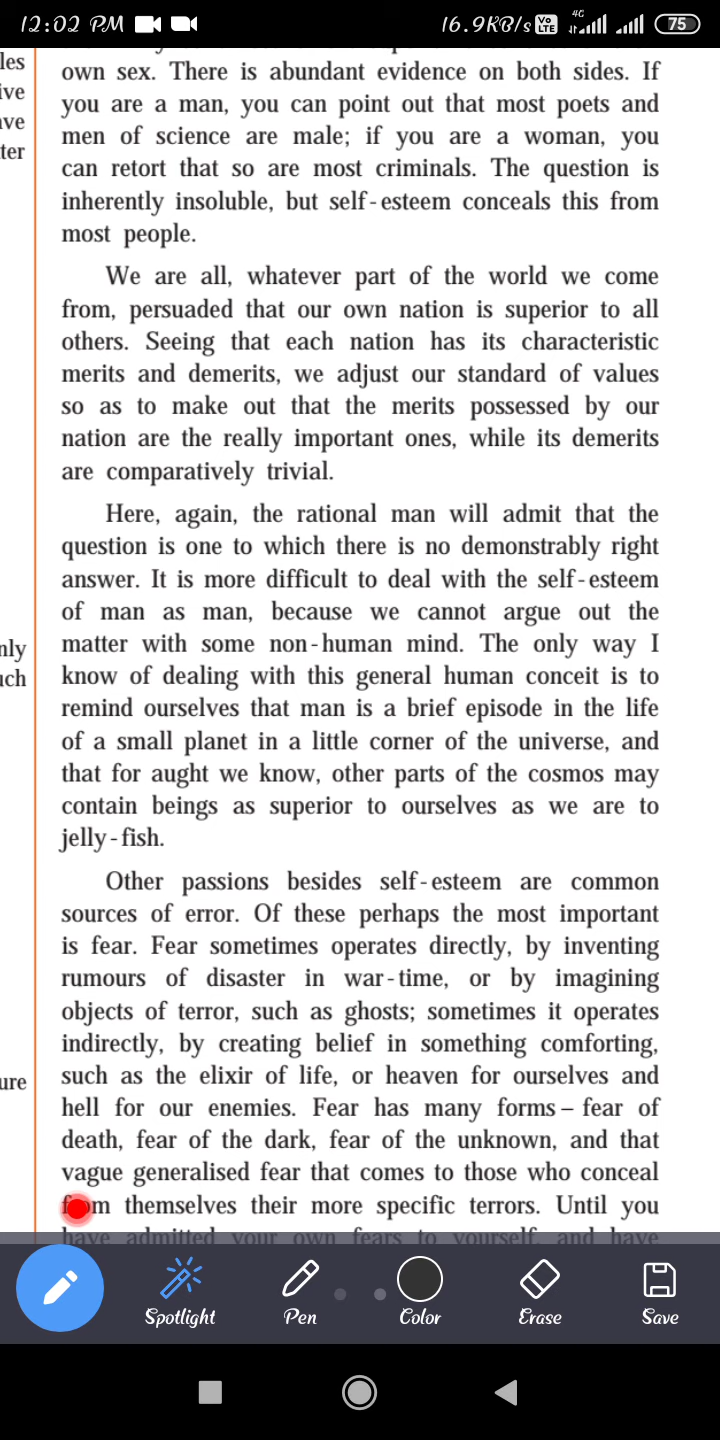 12:02 PM 16.9KB/s Vo LTE 4G 75
les
ive
ave
tter
own sex. There is abundant evidence on both sides. If
you are a man, you can point out that most poets and
men of science are male; if you are a woman, you
can retort that so are most criminals. The question is
inherently insoluble, but self-esteem conceals this from
most people.
We are all, whatever part of the world we come
from, persuaded that our own nation is superior to all
others. Seeing that each nation has its characteristic
merits and demerits, we adjust our standard of values
so as to make out that the merits possessed by our
nation are the really important ones, while its demerits
are comparatively trivial.
Here, again, the rational man will admit that the
question is one to which there is no demonstrably right
answer. It is more difficult to deal with the self-esteem
of man as man, because we cannot argue out the
matter with some non-human mind. The only way I
know of dealing with this general human conceit is to
remind ourselves that man is a brief episode in the life
of a small planet in a little corner of the universe, and
that for aught we know, other parts of the cosmos may
contain beings as superior to ourselves as we are to
jelly-fish.
nly
uch
Other passions besides self-esteem are common
sources of error. Of these perhaps the most important
is fear. Fear sometimes operates directly, by inventing
rumours of disaster in war-time, or by imagining
objects of terror, such as ghosts; sometimes it operates
indirectly, by creating belief in something comforting,
such as the elixir of life, or heaven for ourselves and
hell for our enemies. Fear has many forms – fear of
death, fear of the dark, fear of the unknown, and that
vague generalised fear that comes to those who conceal
from themselves their more specific terrors. Until you
have admitted your own fears to yourself, and have
ure
Spotlight Pen Color Erase Save